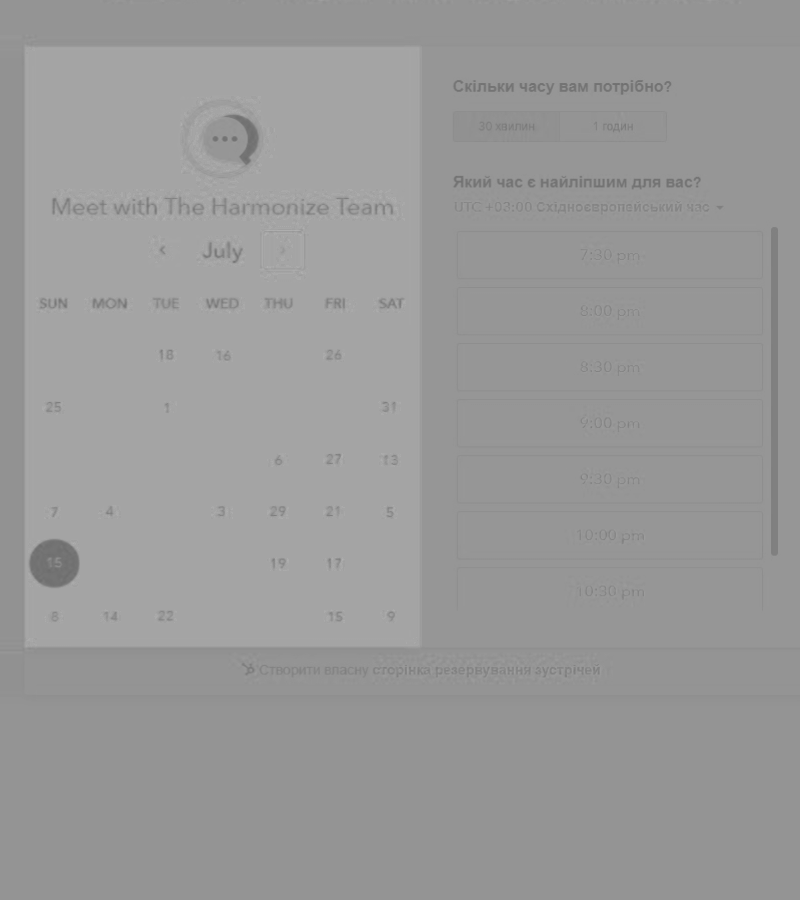 Meet with The Harmonize Team
July
SUN MON TUE WED THU FRI SAT
18 16 26
25 1 31
6 27 13
7 4 3 29 21 5
15 19 17
8 14 22 15 9
Скільки часу вам потрібно?
30 хвилин 1 годин
Який час є найліпшим для вас?
UTC +03:00 Східноєвропейський час
7:30 pm
8:00 pm
8:30 pm
9:00 pm
9:30 pm
10:00 pm
10:30 pm
Створити власну сторінка резервування зустрічей